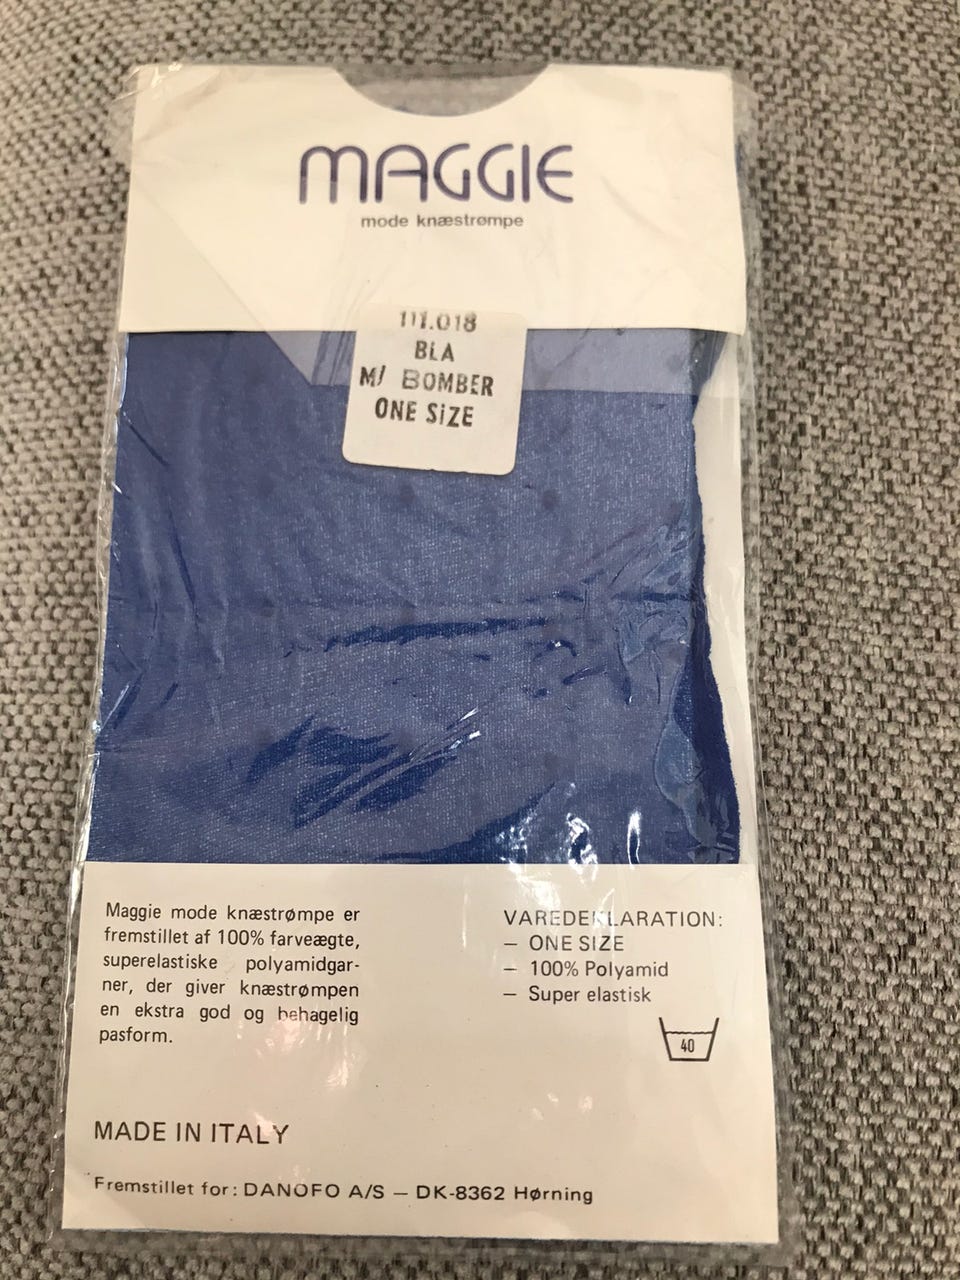 MAGGIE
mode knæstrømpe
111.018
BLA
M/ BOMBER
ONE SiZE
Maggie mode knæstrømpe er
fremstillet af 100% farveægte,
superelastiske polyamidgar-
ner, der giver knæstrømpen
en ekstra god og behagelig
pasform.
VAREDEKLARATION:
– ONE SIZE
– 100% Polyamid
– Super elastisk
40
MADE IN ITALY
Fremstillet for: DANOFO A/S – DK-8362 Hørning